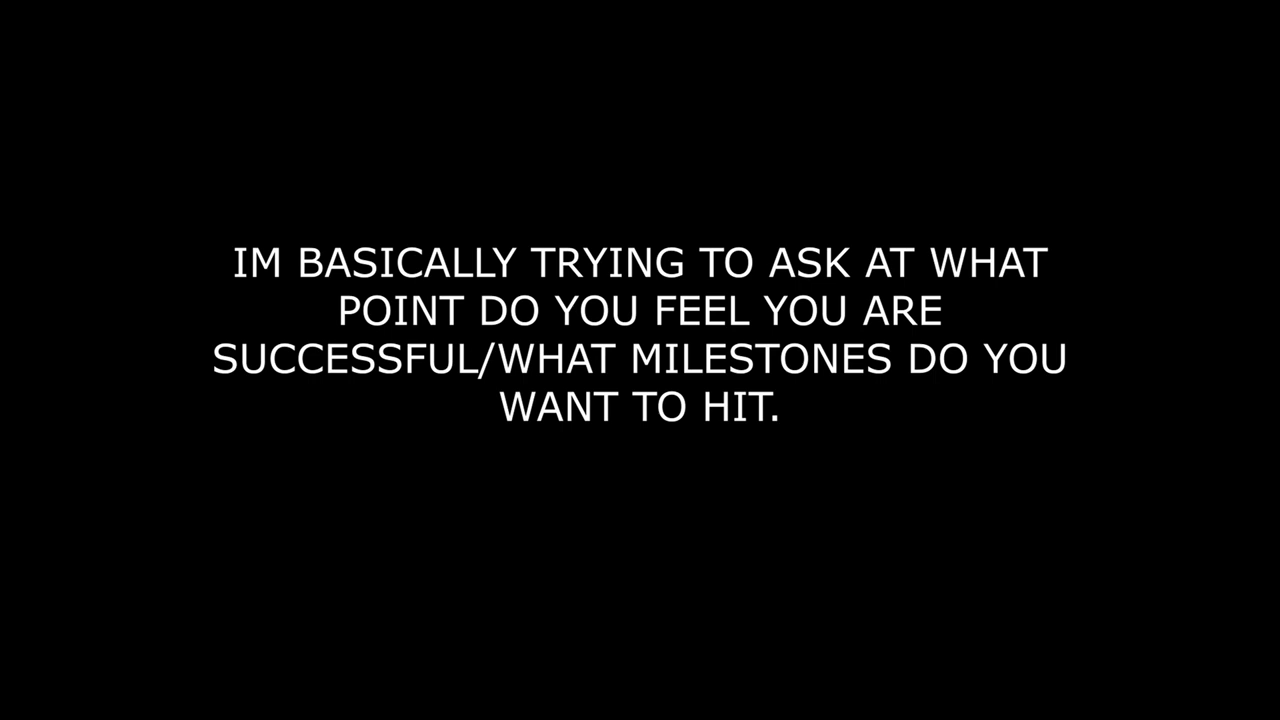 IM BASICALLY TRYING TO ASK AT WHAT
POINT DO YOU FEEL YOU ARE
SUCCESSFUL/WHAT MILESTONES DO YOU
WANT TO HIT.